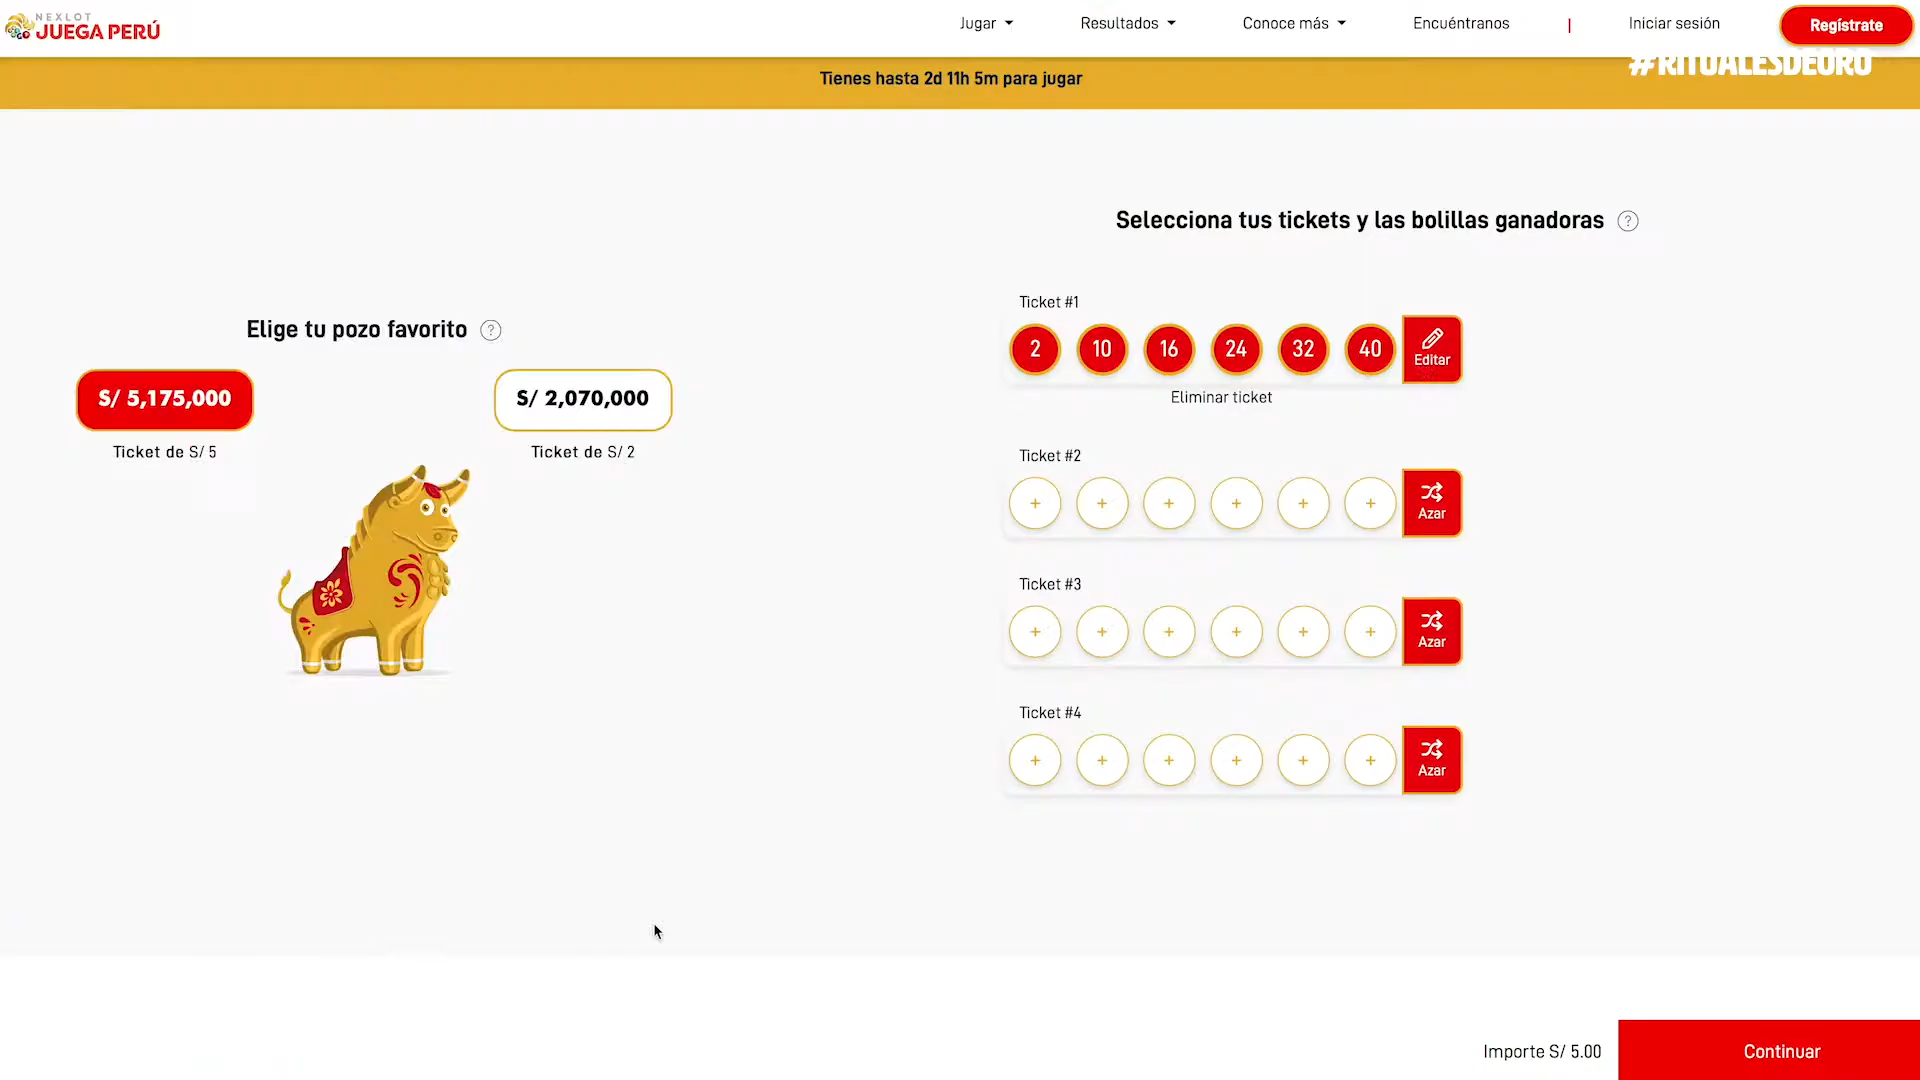 NEXLOT
JUEGA PERÚ
Jugar
Resultados
Conoce más
Encuéntranos
Iniciar sesión
Regístrate
Tienes hasta 2d 11h 5m para jugar
#RITUALESDEORO
Selecciona tus tickets y las bolillas ganadoras ?
Elige tu pozo favorito ?
S/ 5,175,000
Ticket de S/ 5
S/ 2,070,000
Ticket de S/ 2
Ticket #1
2 10 16 24 32 40
Editar
Eliminar ticket
Ticket #2
+ + + + + +
Azar
Ticket #3
+ + + + + +
Azar
Ticket #4
+ + + + + +
Azar
Importe S/ 5.00
Continuar